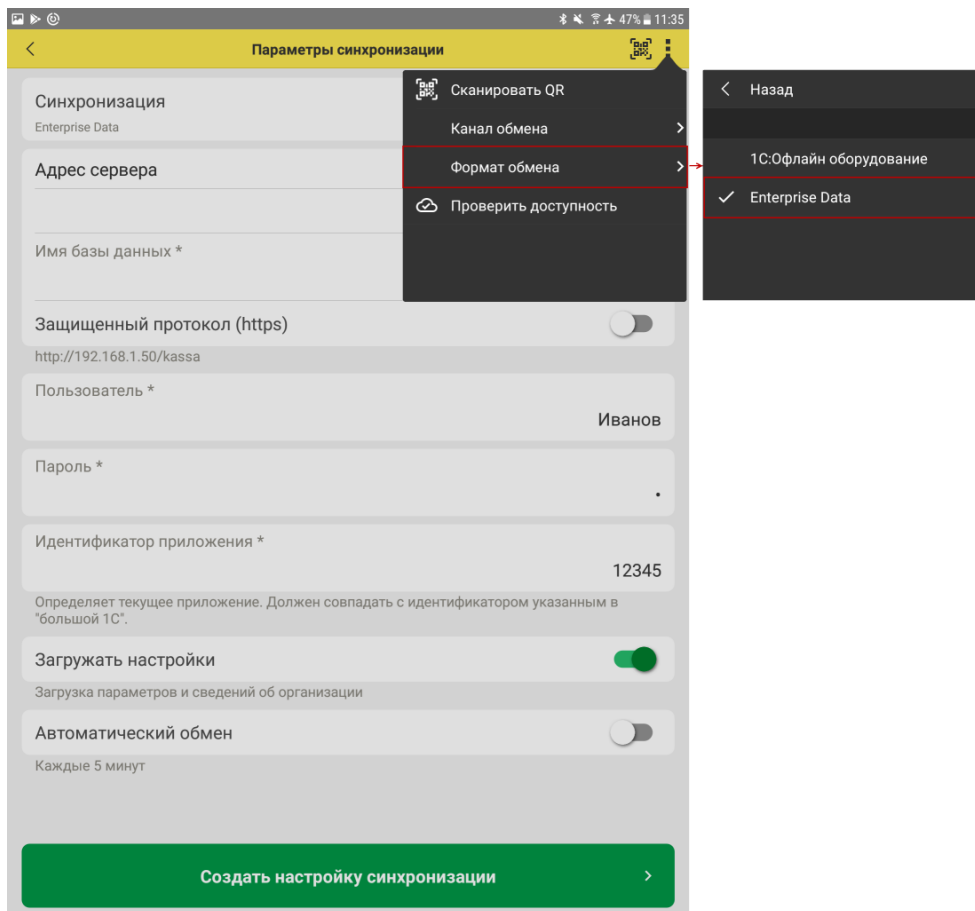 47% 11:35
Параметры синхронизации
Синхронизация
Enterprise Data
Адрес сервера
Имя базы данных *
Защищенный протокол (https)
http://192.168.1.50/kassa
Пользователь *
Иванов
Пароль *
•
Идентификатор приложения *
12345
Определяет текущее приложение. Должен совпадать с идентификатором указанным в
"большой 1С".
Загружать настройки
Загрузка параметров и сведений об организации
Автоматический обмен
Каждые 5 минут
Создать настройку синхронизации
Сканировать QR
Канал обмена
Формат обмена
Проверить доступность
Назад
1С:Офлайн оборудование
Enterprise Data